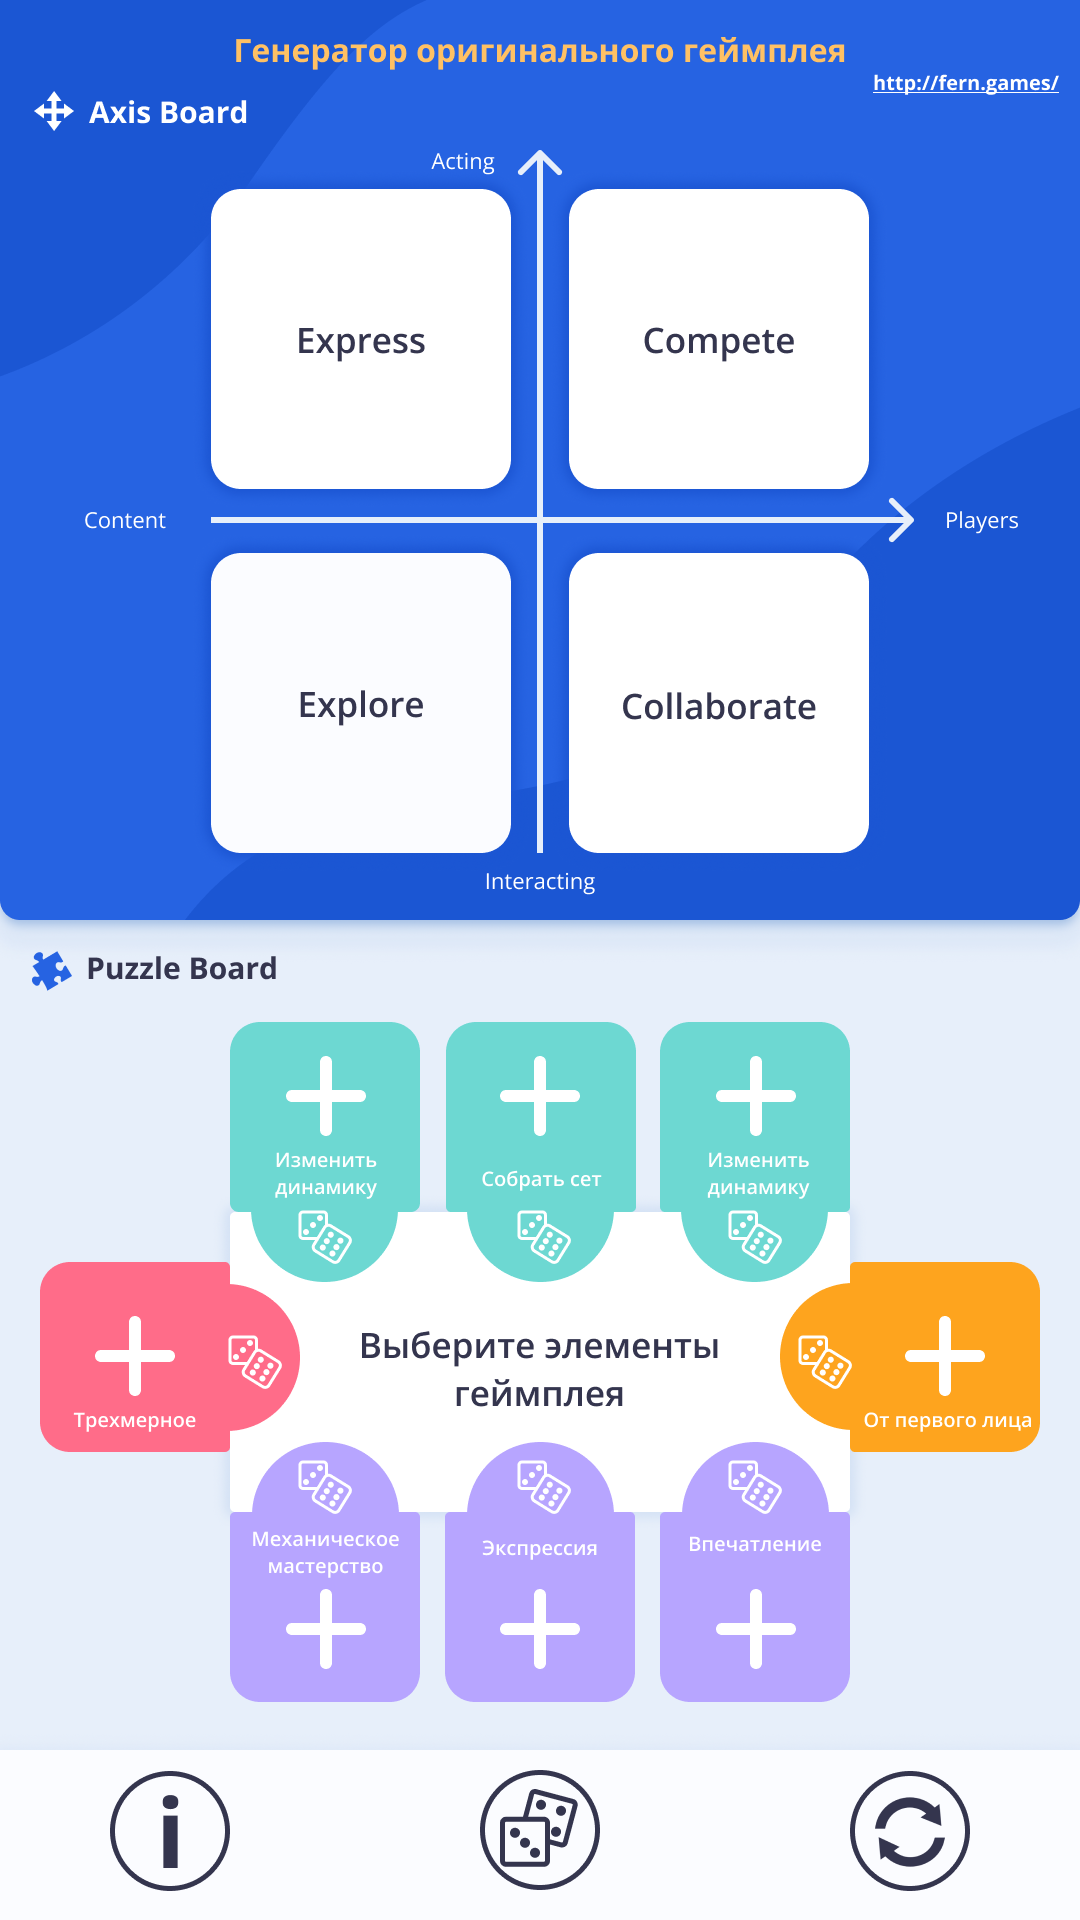 Генератор оригинального геймплея
http://fern.games/
Axis Board
Acting
Express
Compete
Content
Players
Explore
Collaborate
Interacting
Puzzle Board
Изменить
динамику
Собрать сет
Изменить
динамику
Трехмерное
Выберите элементы
геймплея
От первого лица
Механическое
мастерство
Экспрессия
Впечатление
i